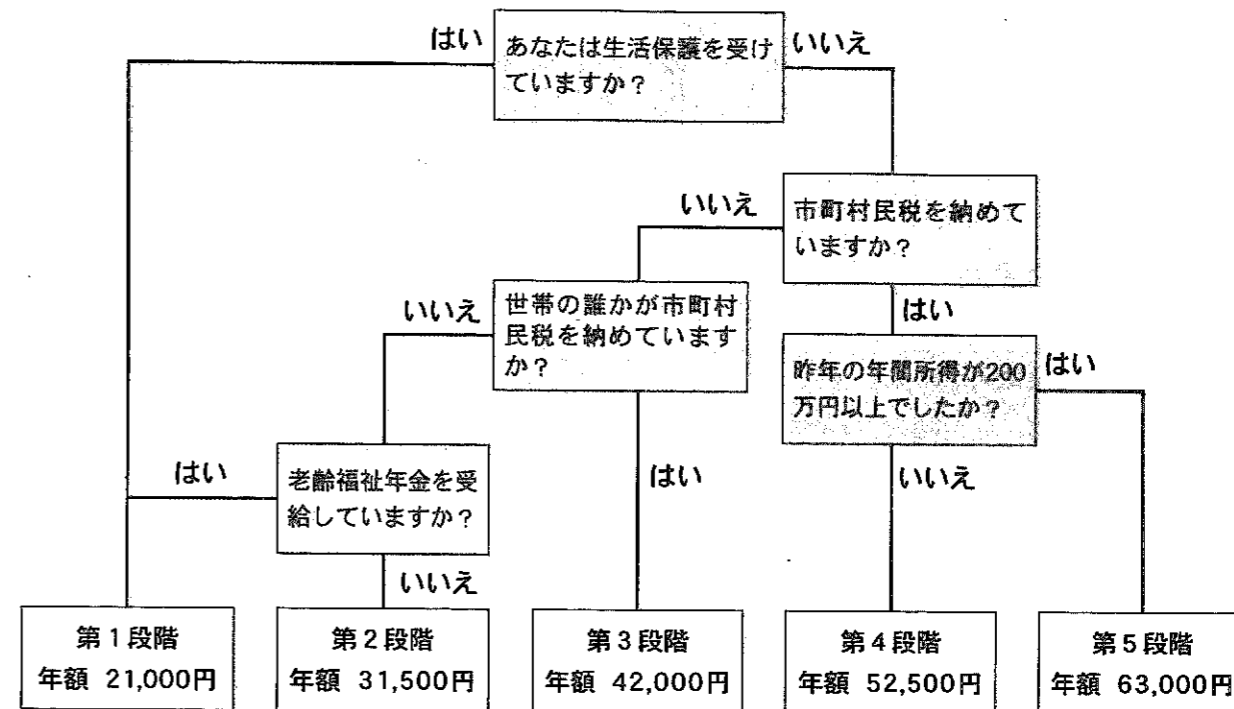 はい
あなたは生活保護を受け
ていますか？
いいえ
いいえ
市町村民税を納めて
いますか？
いいえ
世帯の誰かが市町村
民税を納めています
か？
はい
昨年の年間所得が200
万円以上でしたか？
はい
はい
老齢福祉年金を受
給していますか？
はい
いいえ
いいえ
第１段階
年額 21,000円
第２段階
年額 31,500円
第３段階
年額 42,000円
第４段階
年額 52,500円
第５段階
年額 63,000円